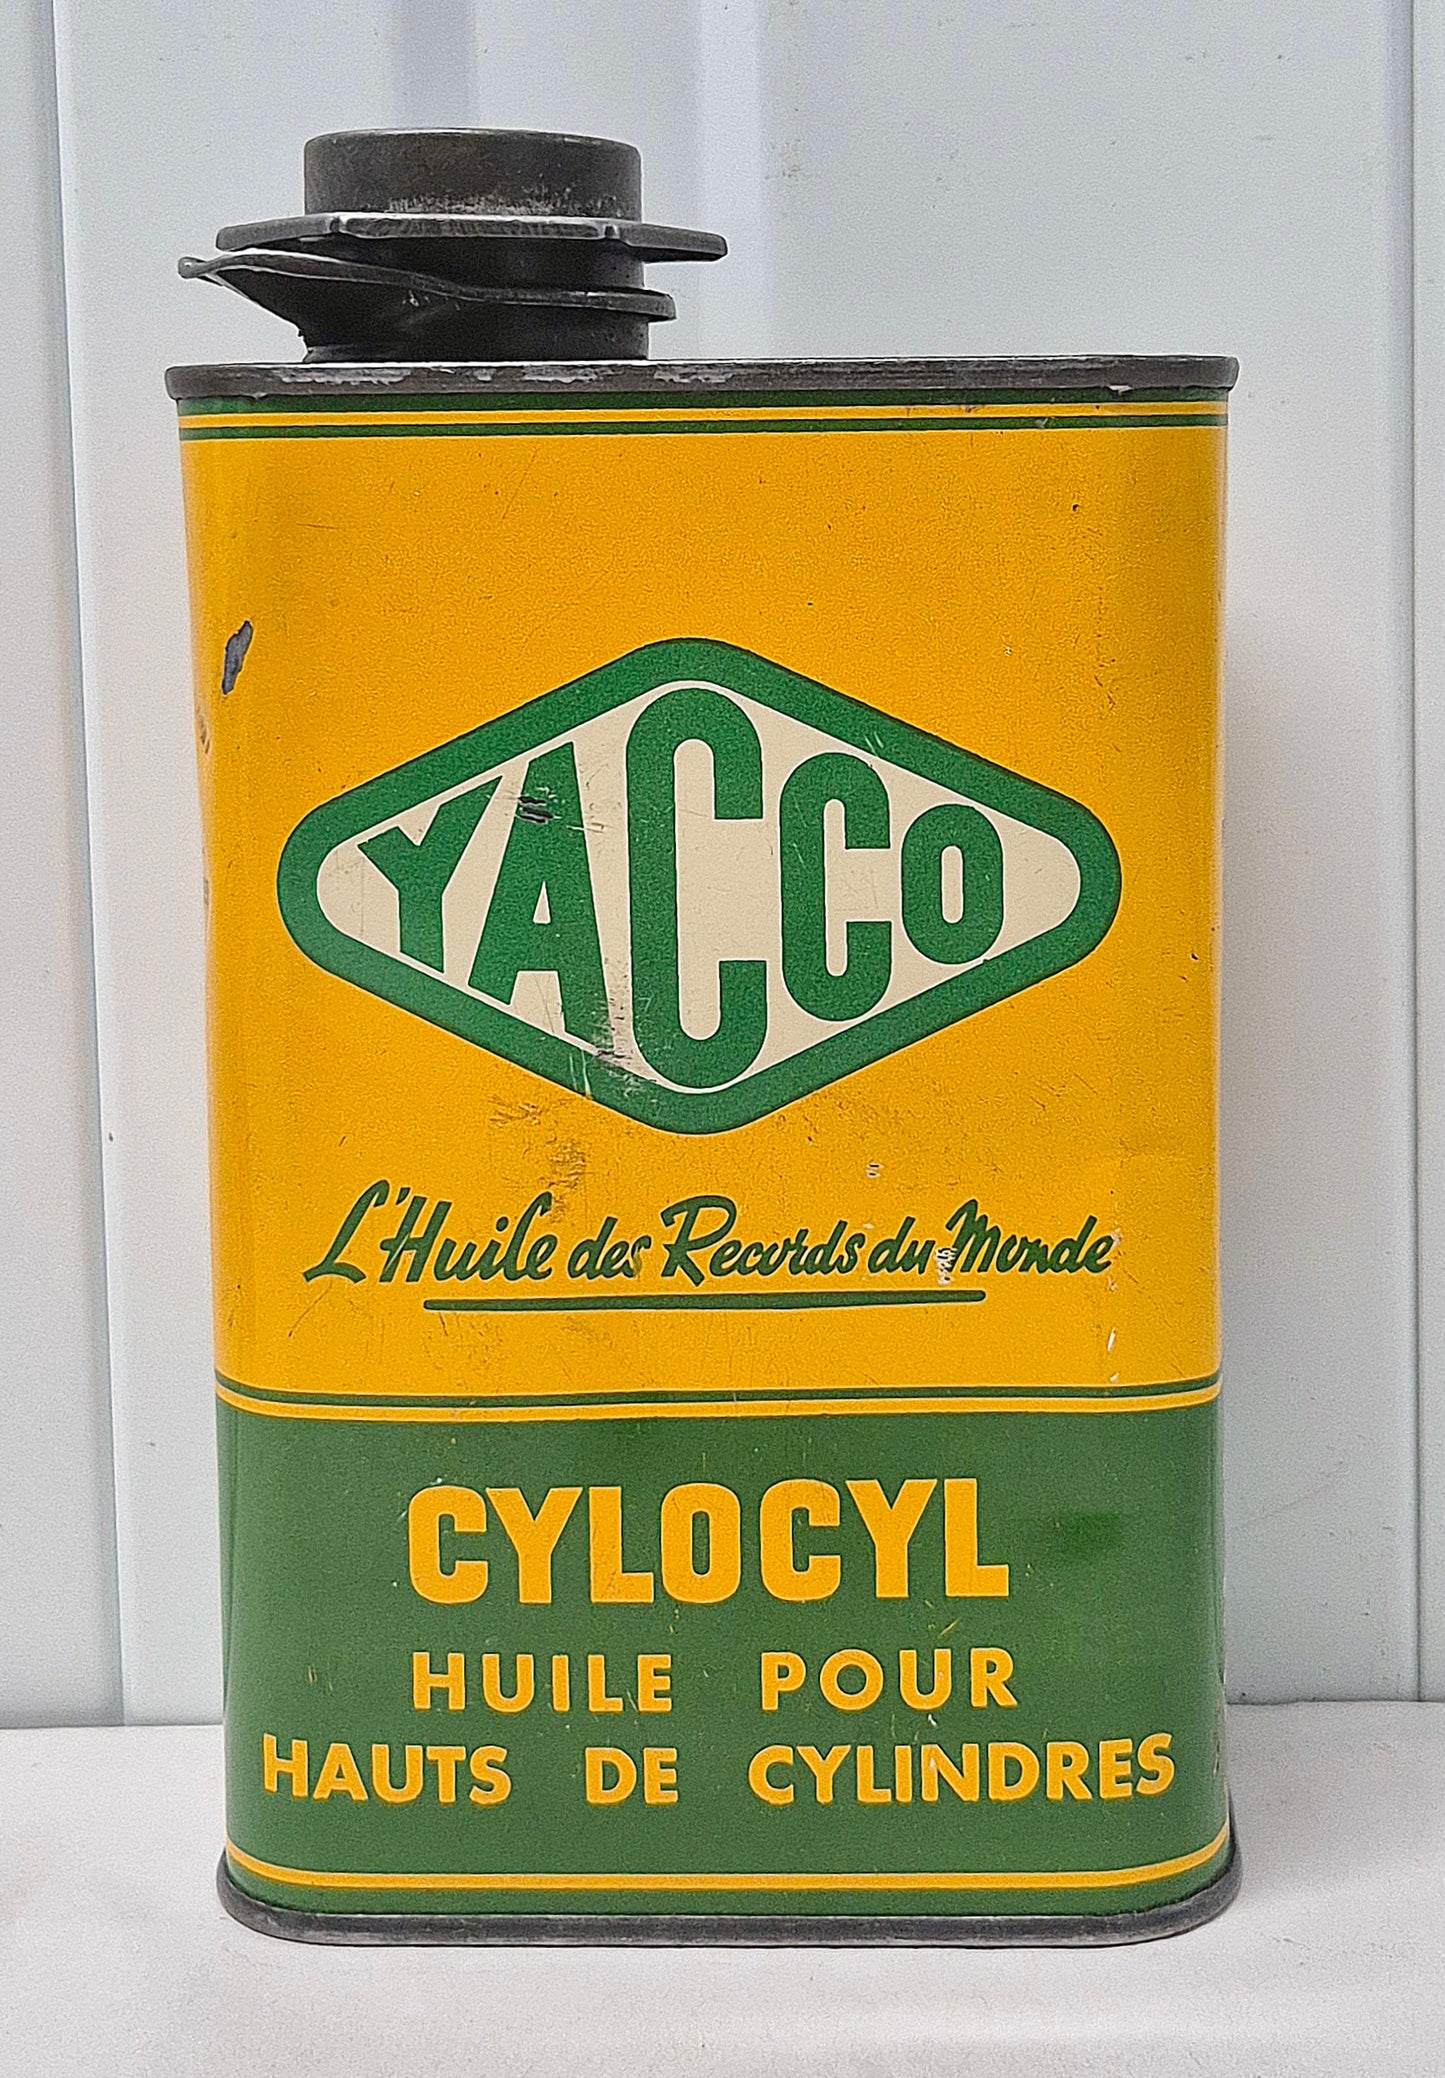 YACCO
L'Huile des Records du Monde
CYLOCYL
HUILE POUR
HAUTS DE CYLINDRES